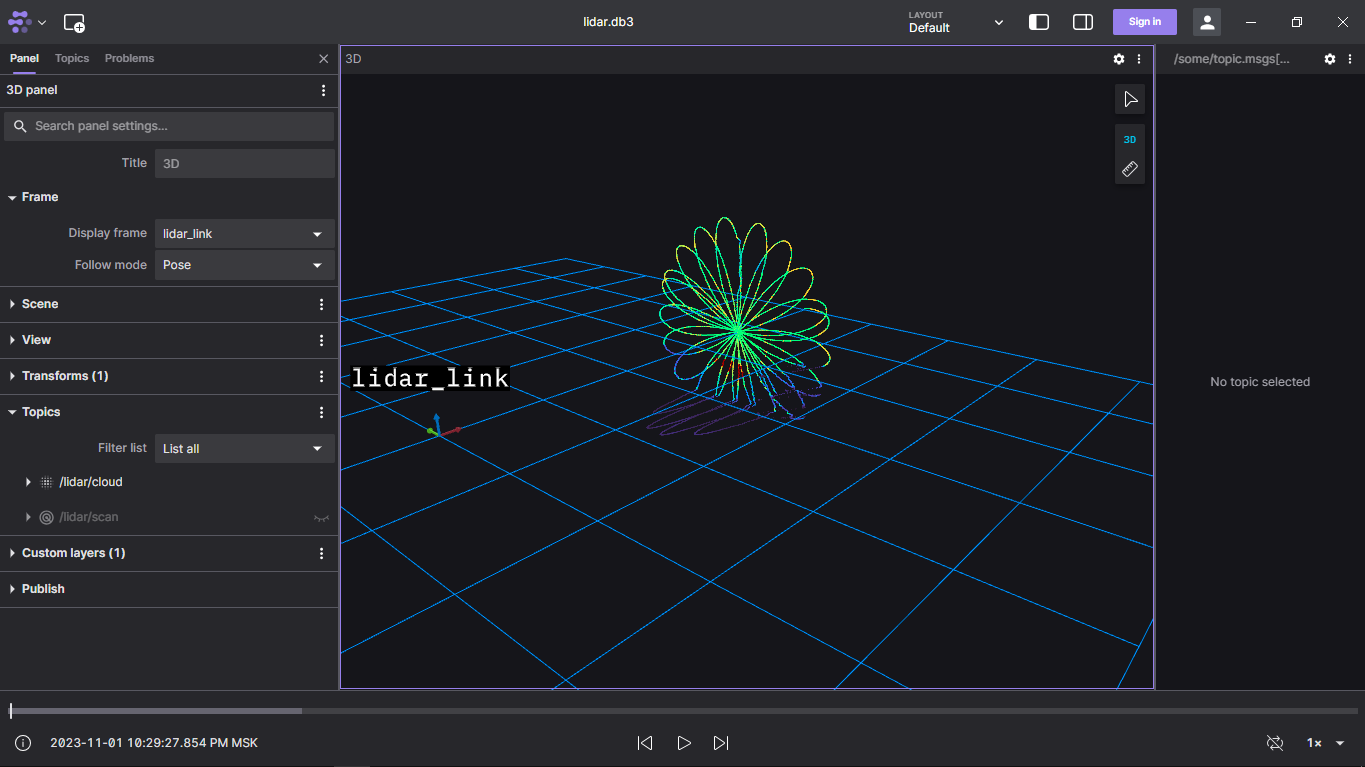 lidar.db3
LAYOUT
Default
Sign in
Panel Topics Problems
3D panel
Search panel settings...
Title 3D
Frame
Display frame lidar_link
Follow mode Pose
Scene
View
Transforms (1)
Topics
Filter list List all
/lidar/cloud
/lidar/scan
Custom layers (1)
Publish
3D
3D
lidar_link
/some/topic.msgs[...
No topic selected
2023-11-01 10:29:27.854 PM MSK
1×